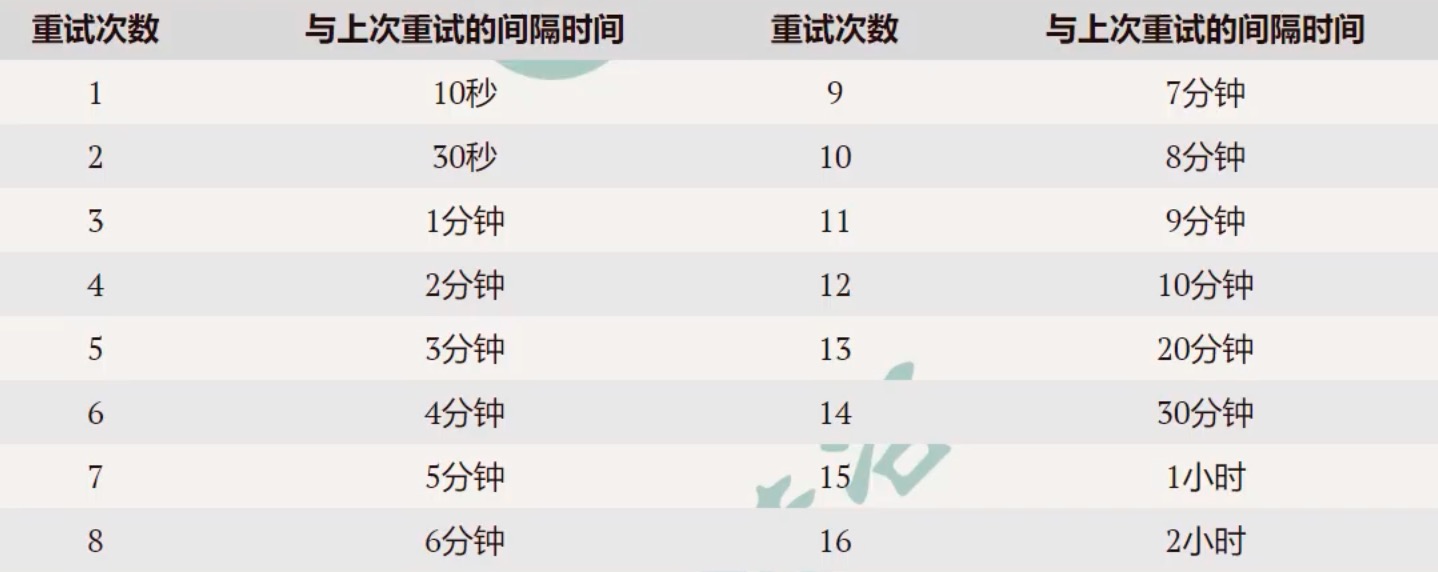 重试次数 与上次重试的间隔时间 重试次数 与上次重试的间隔时间
1 10秒 9 7分钟
2 30秒 10 8分钟
3 1分钟 11 9分钟
4 2分钟 12 10分钟
5 3分钟 13 20分钟
6 4分钟 14 30分钟
7 5分钟 15 1小时
8 6分钟 16 2小时